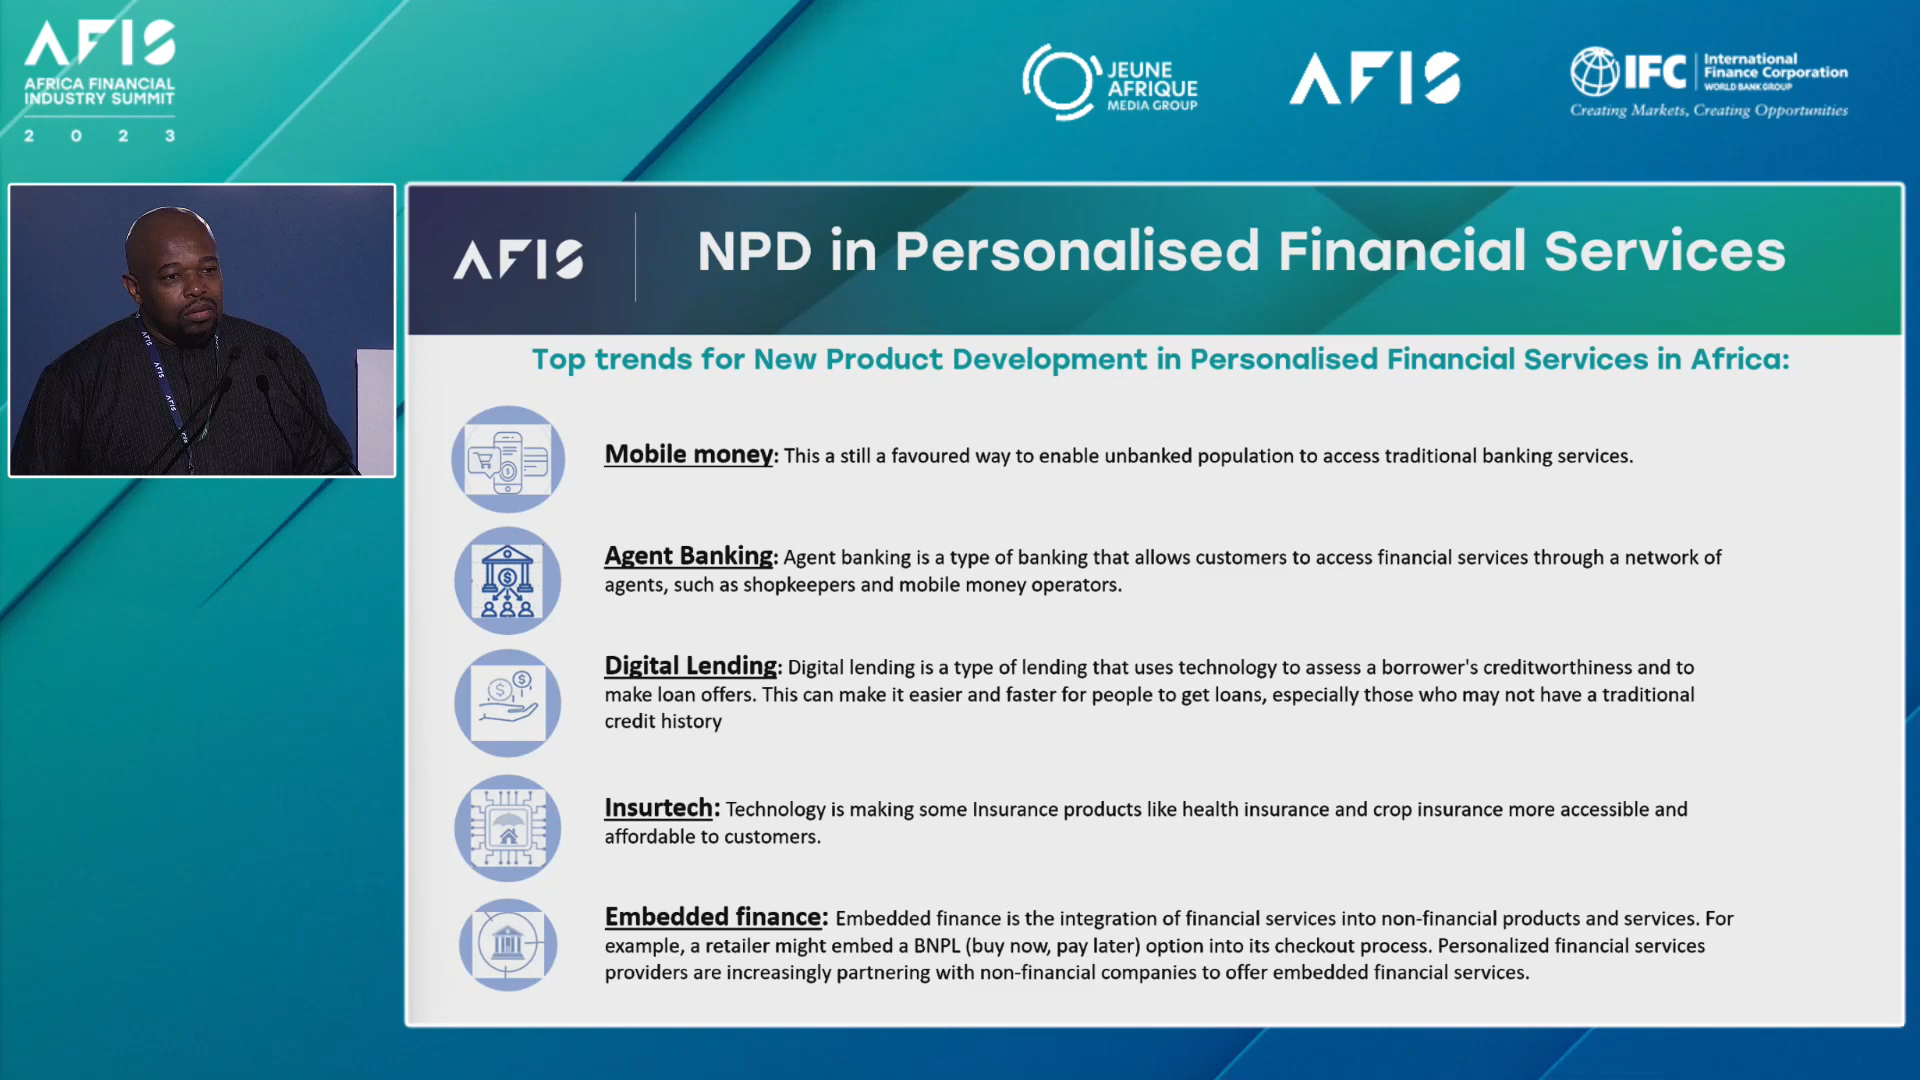 AFIS
AFRICA FINANCIAL
INDUSTRY SUMMIT
2 0 2 3
JEUNE
AFRIQUE
MEDIA GROUP
AFIS
IFC
International
Finance Corporation
WORLD BANK GROUP
Creating Markets, Creating Opportunities
AFIS
AFIS
AFIS
AFIS
NPD in Personalised Financial Services
Top trends for New Product Development in Personalised Financial Services in Africa:
Mobile money: This a still a favoured way to enable unbanked population to access traditional banking services.
Agent Banking: Agent banking is a type of banking that allows customers to access financial services through a network of
agents, such as shopkeepers and mobile money operators.
Digital Lending: Digital lending is a type of lending that uses technology to assess a borrower's creditworthiness and to
make loan offers. This can make it easier and faster for people to get loans, especially those who may not have a traditional
credit history
Insurtech: Technology is making some Insurance products like health insurance and crop insurance more accessible and
affordable to customers.
Embedded finance: Embedded finance is the integration of financial services into non-financial products and services. For
example, a retailer might embed a BNPL (buy now, pay later) option into its checkout process. Personalized financial services
providers are increasingly partnering with non-financial companies to offer embedded financial services.